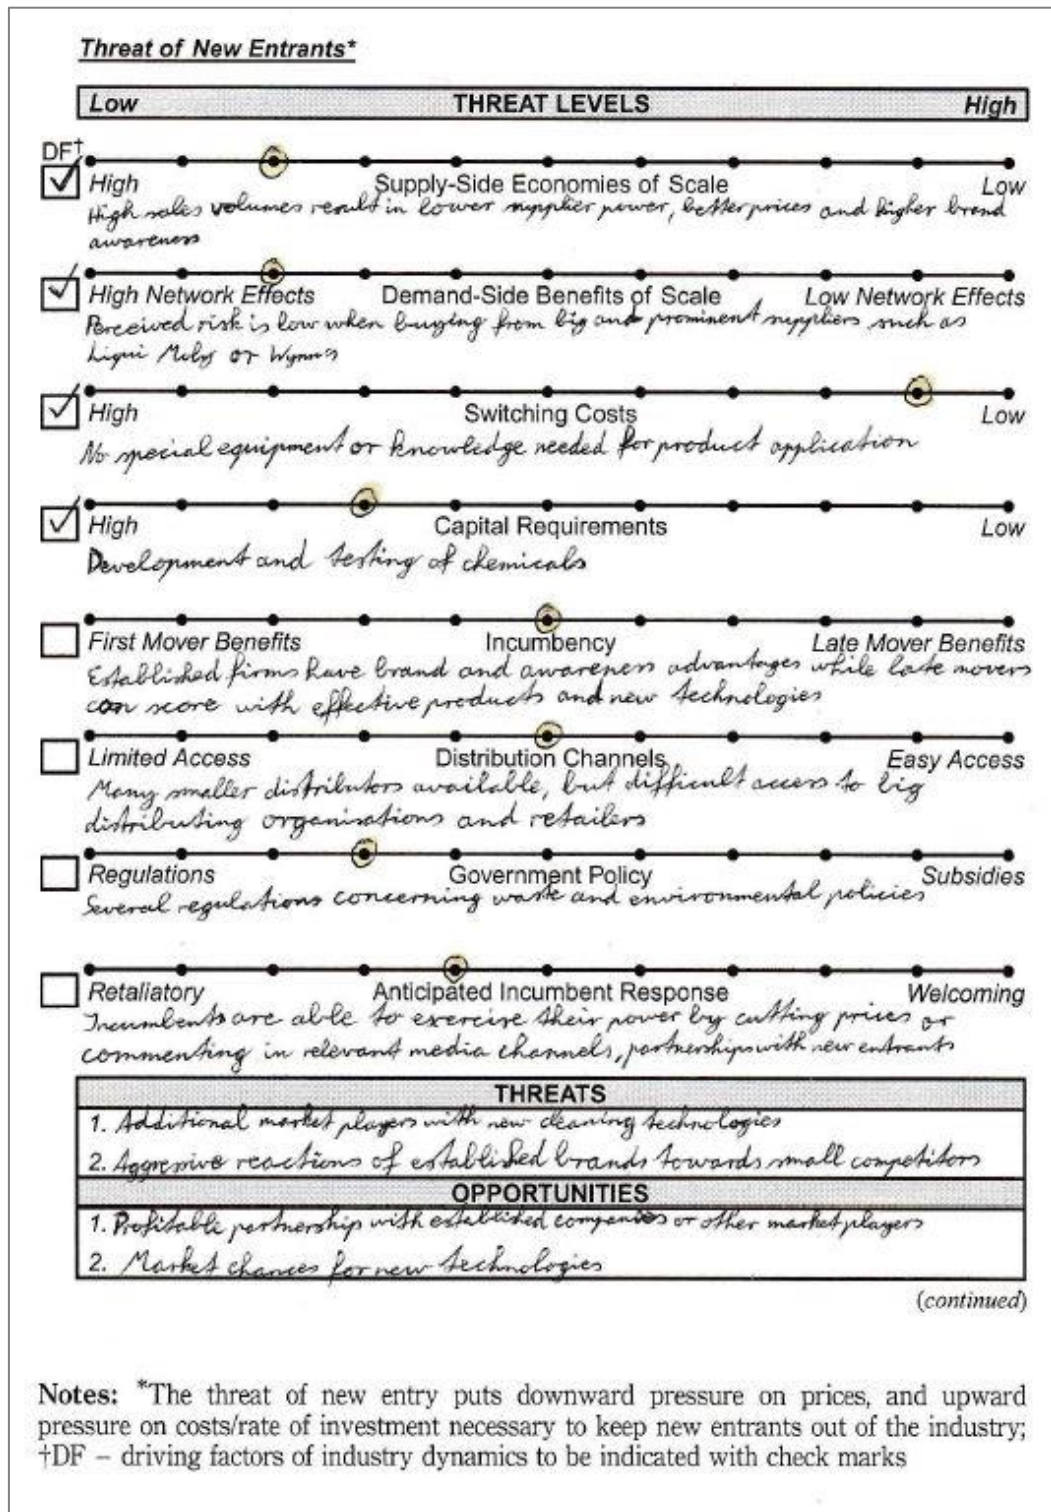 Threat of New Entrants*
Low THREAT LEVELS High
DF†
High Supply-Side Economies of Scale Low
High sales volumes result in lower supplier power, better prices and higher brand
awareness
High Network Effects Demand-Side Benefits of Scale Low Network Effects
Perceived risk is low when buying from big and prominent suppliers such as
Liqui Moly or Wynns
High Switching Costs Low
No special equipment or knowledge needed for product application
High Capital Requirements Low
Development and testing of chemicals
First Mover Benefits Incumbency Late Mover Benefits
Established firms have brand and awareness advantages while late movers
can score with effective products and new technologies
Limited Access Distribution Channels Easy Access
Many smaller distributors available, but difficult access to big
distributing organisations and retailers
Regulations Government Policy Subsidies
Several regulations concerning waste and environmental policies
Retaliatory Anticipated Incumbent Response Welcoming
Incumbents are able to exercise their power by cutting prices or
commenting in relevant media channels, partnerships with new entrants
THREATS
1. Additional market players with new cleaning technologies
2. Aggressive reactions of established brands towards small competitors
OPPORTUNITIES
1. Profitable partnership with established companies or other market players
2. Market chances for new technologies
(continued)
Notes: *The threat of new entry puts downward pressure on prices, and upward
pressure on costs/rate of investment necessary to keep new entrants out of the industry;
†DF – driving factors of industry dynamics to be indicated with check marks